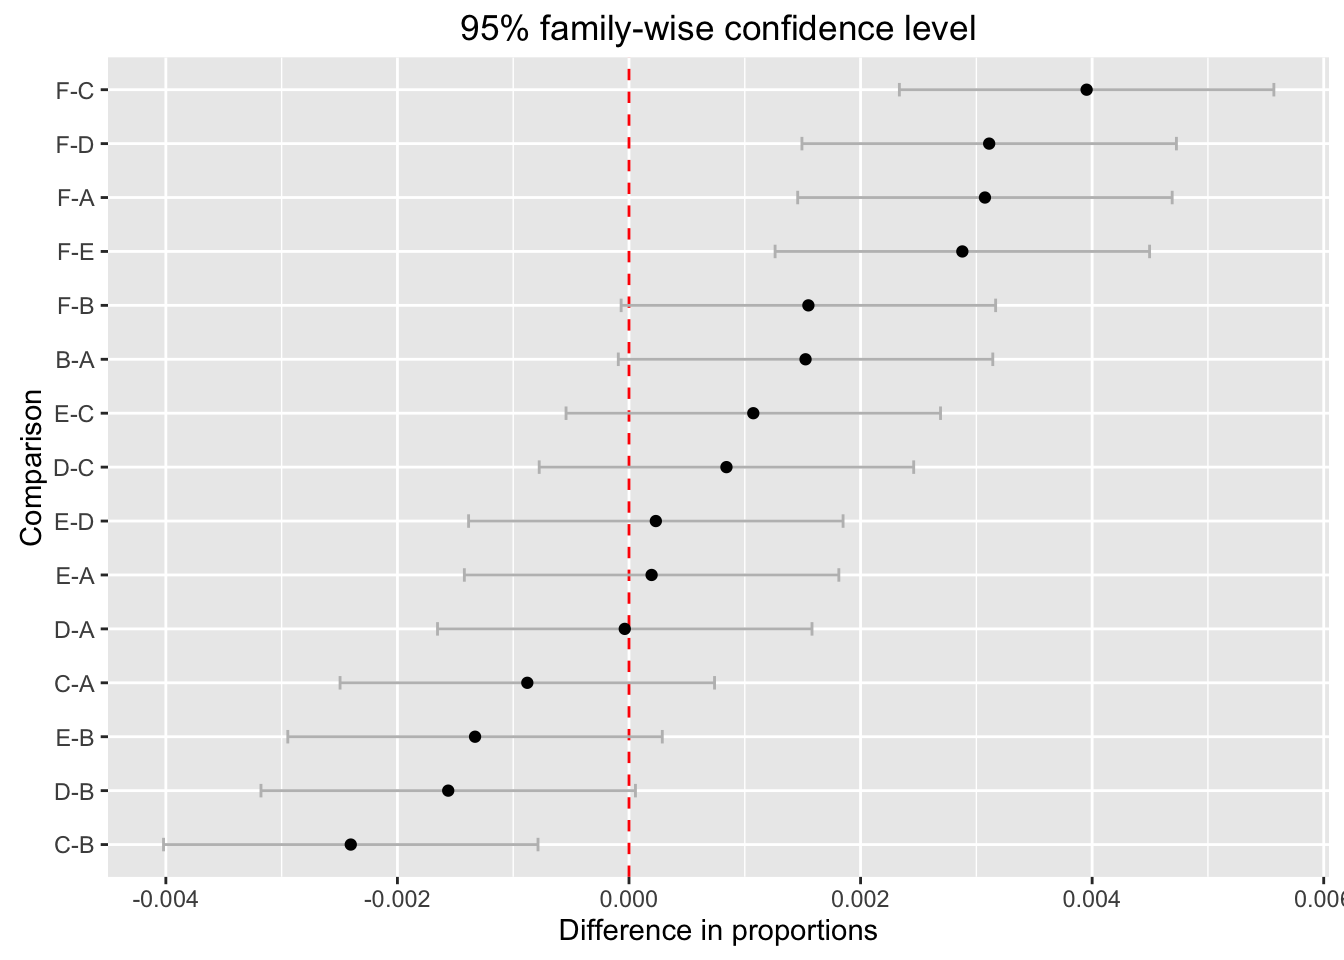 95% family-wise confidence level
F-C
F-D
F-A
F-E
F-B
B-A
E-C
D-C
E-D
E-A
D-A
C-A
E-B
D-B
C-B
Comparison
-0.004 -0.002 0.000 0.002 0.004 0.006
Difference in proportions